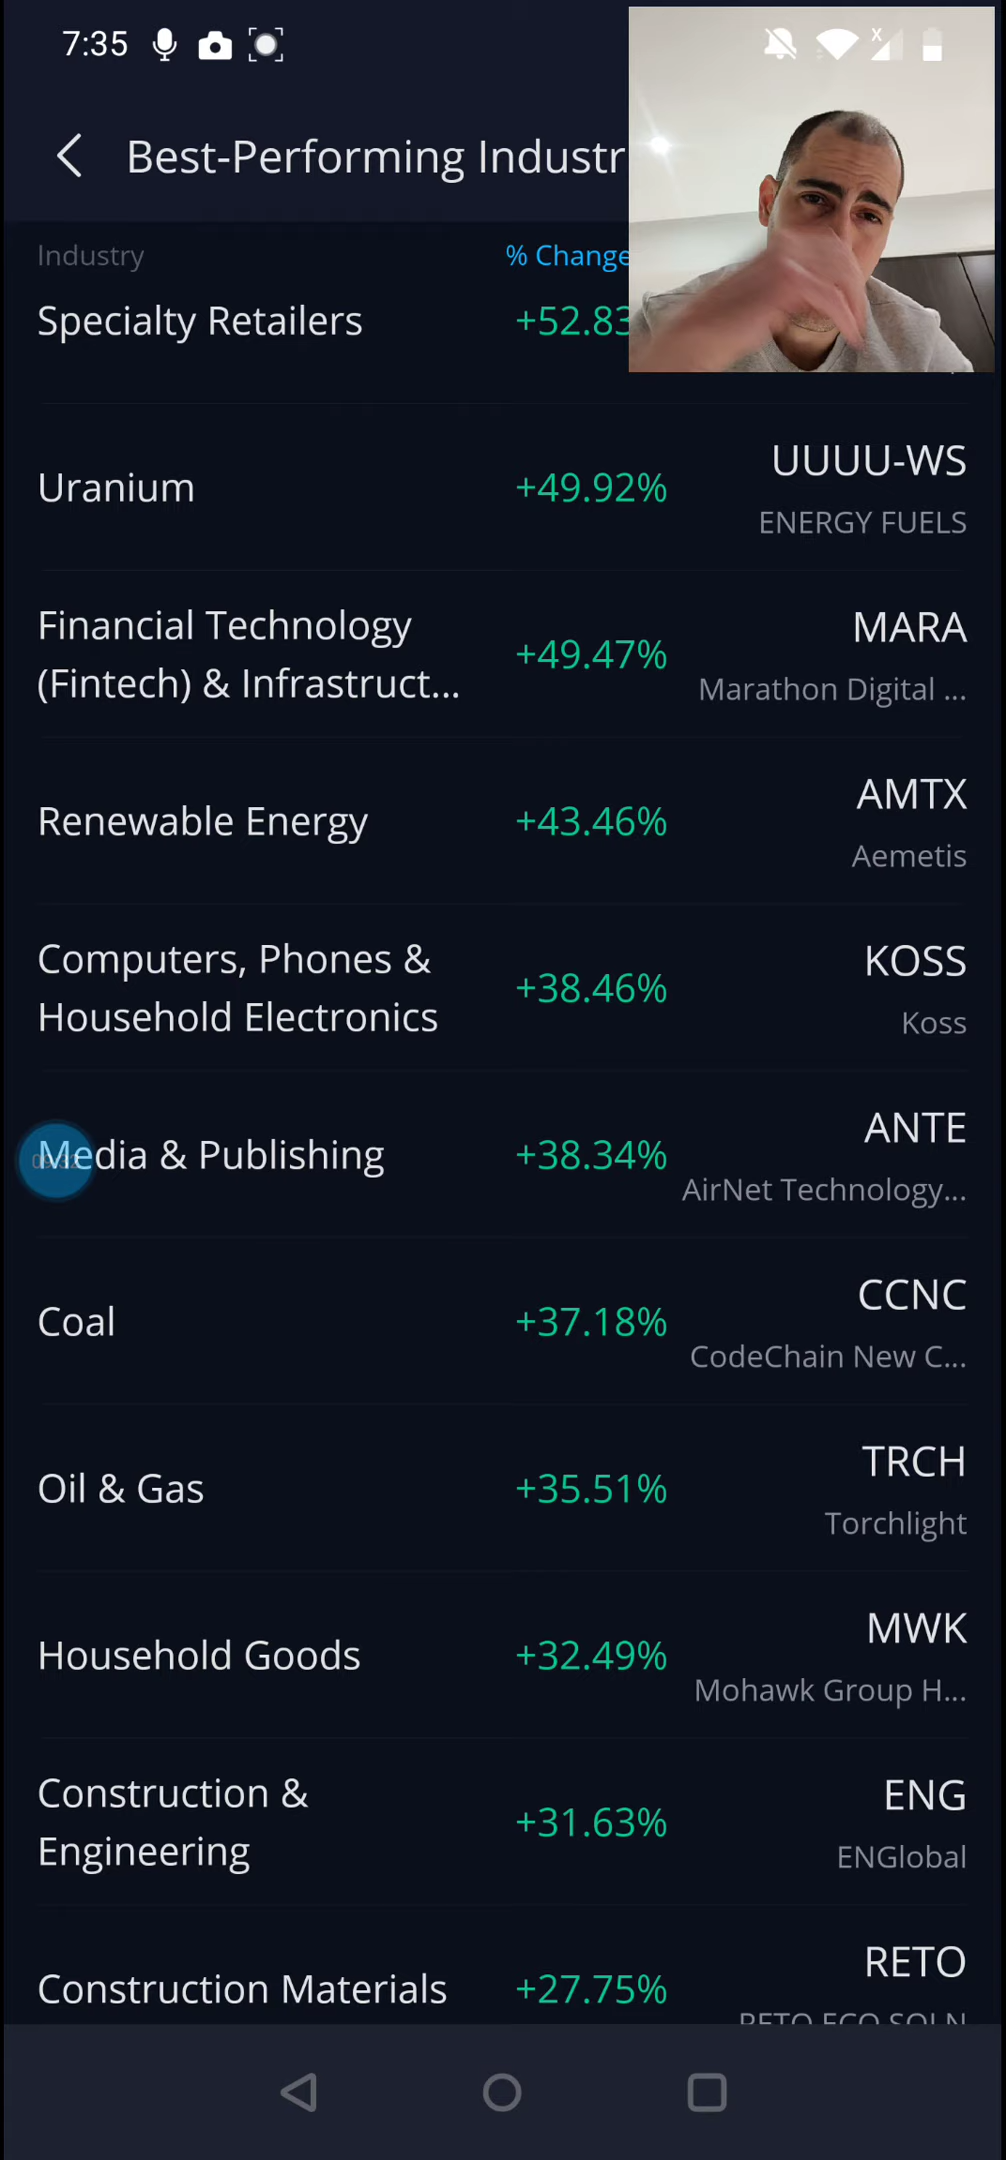 7:35
Best-Performing Industr
Industry
% Change
Specialty Retailers
+52.83
Uranium
+49.92%
UUUU-WS
ENERGY FUELS
Financial Technology
(Fintech) & Infrastruct...
+49.47%
MARA
Marathon Digital ...
Renewable Energy
+43.46%
AMTX
Aemetis
Computers, Phones &
Household Electronics
+38.46%
KOSS
Koss
Media & Publishing
+38.34%
ANTE
AirNet Technology...
Coal
+37.18%
CCNC
CodeChain New C...
Oil & Gas
+35.51%
TRCH
Torchlight
Household Goods
+32.49%
MWK
Mohawk Group H...
Construction &
Engineering
+31.63%
ENG
ENGlobal
Construction Materials
+27.75%
RETO
RETO ECO SOLN